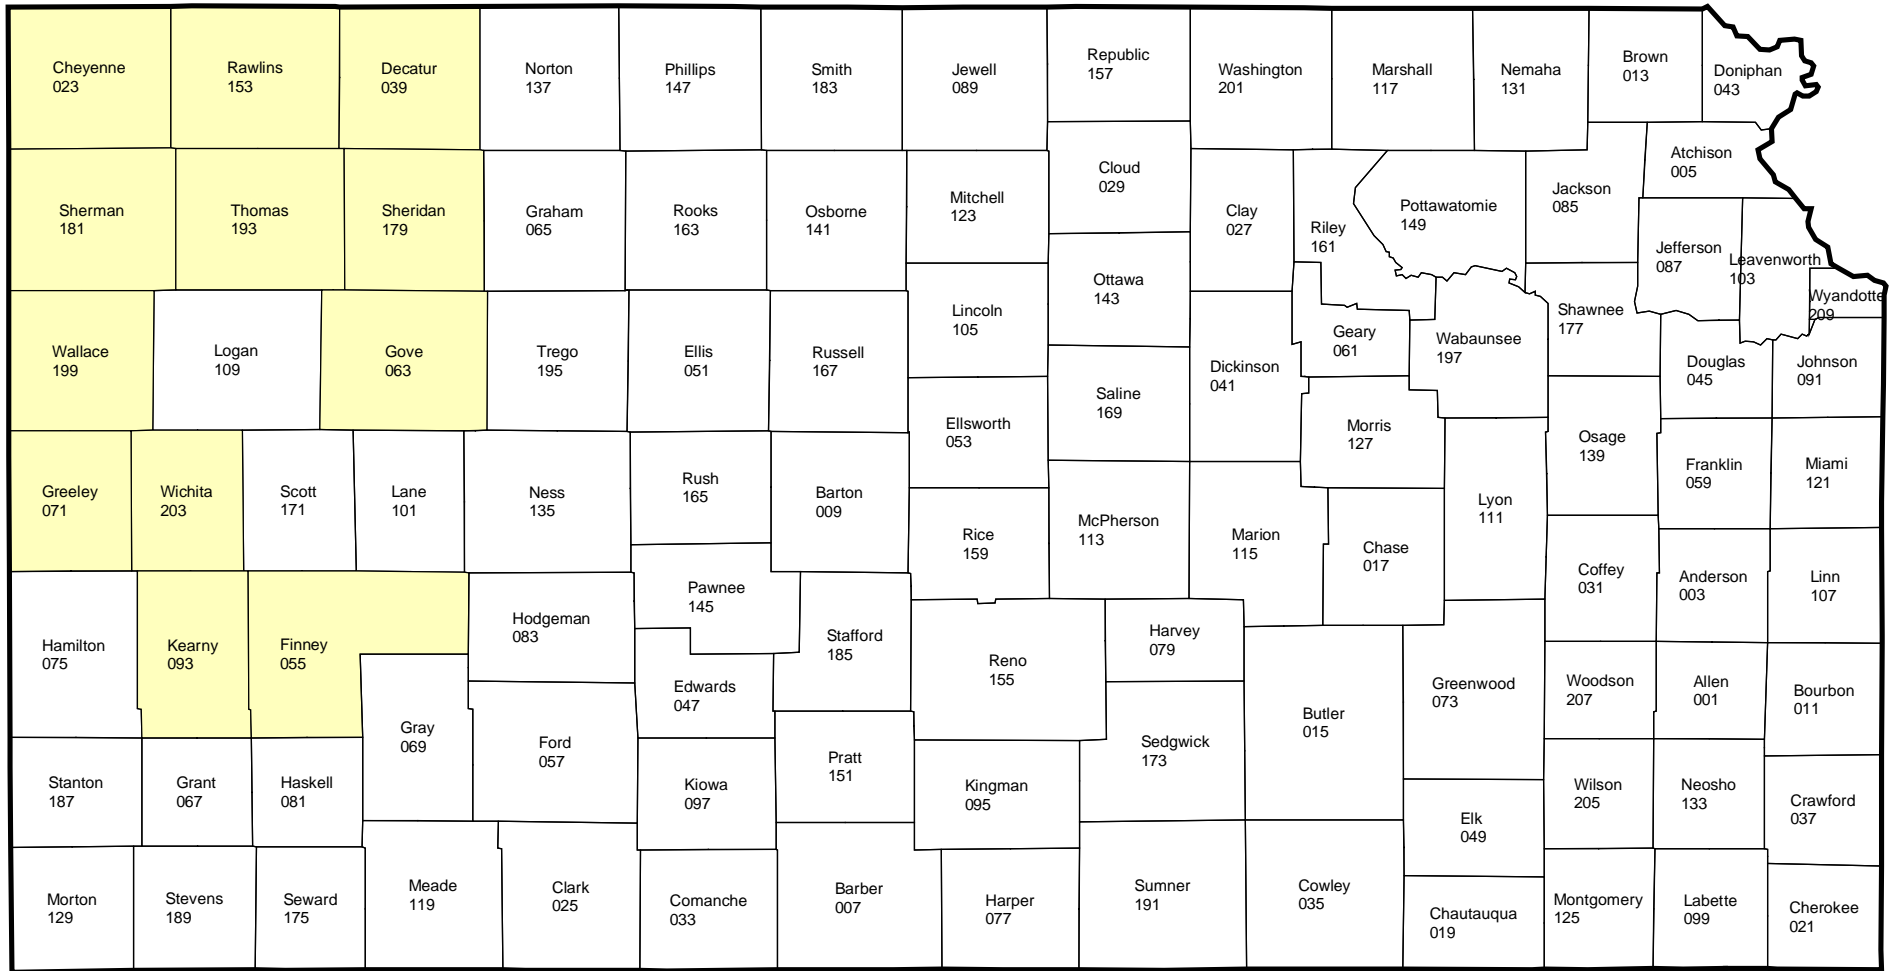 Cheyenne
023
Rawlins
153
Decatur
039
Norton
137
Phillips
147
Smith
183
Jewell
089
Republic
157
Washington
201
Marshall
117
Nemaha
131
Brown
013
Doniphan
043
Sherman
181
Thomas
193
Sheridan
179
Graham
065
Rooks
163
Osborne
141
Mitchell
123
Cloud
029
Clay
027
Riley
161
Pottawatomie
149
Jackson
085
Atchison
005
Jefferson
087
Leavenworth
103
Wyandotte
209
Wallace
199
Logan
109
Gove
063
Trego
195
Ellis
051
Russell
167
Lincoln
105
Ottawa
143
Dickinson
041
Geary
061
Wabaunsee
197
Shawnee
177
Douglas
045
Johnson
091
Greeley
071
Wichita
203
Scott
171
Lane
101
Ness
135
Rush
165
Barton
009
Ellsworth
053
Saline
169
Morris
127
Osage
139
Franklin
059
Miami
121
Rice
159
McPherson
113
Marion
115
Chase
017
Lyon
111
Coffey
031
Anderson
003
Linn
107
Hamilton
075
Kearny
093
Finney
055
Hodgeman
083
Pawnee
145
Stafford
185
Reno
155
Harvey
079
Butler
015
Greenwood
073
Woodson
207
Allen
001
Bourbon
011
Gray
069
Ford
057
Edwards
047
Pratt
151
Sedgwick
173
Stanton
187
Grant
067
Haskell
081
Kiowa
097
Kingman
095
Elk
049
Wilson
205
Neosho
133
Crawford
037
Morton
129
Stevens
189
Seward
175
Meade
119
Clark
025
Comanche
033
Barber
007
Harper
077
Sumner
191
Cowley
035
Chautauqua
019
Montgomery
125
Labette
099
Cherokee
021